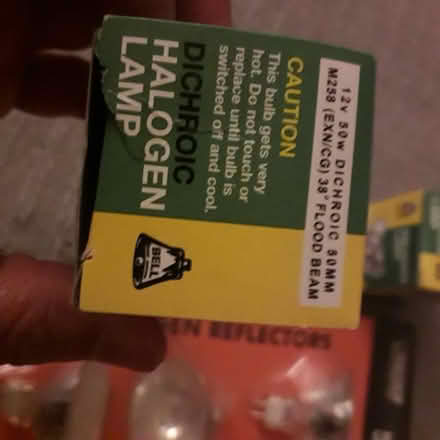 12v 50w DICHROIC 50MM
M258 (EXN/CG) 38° FLOOD BEAM
CAUTION
This bulb gets very
hot. Do not touch or
replace until bulb is
switched off and cool.
DICHROIC
HALOGEN
LAMP
BELL
REFLECTORS